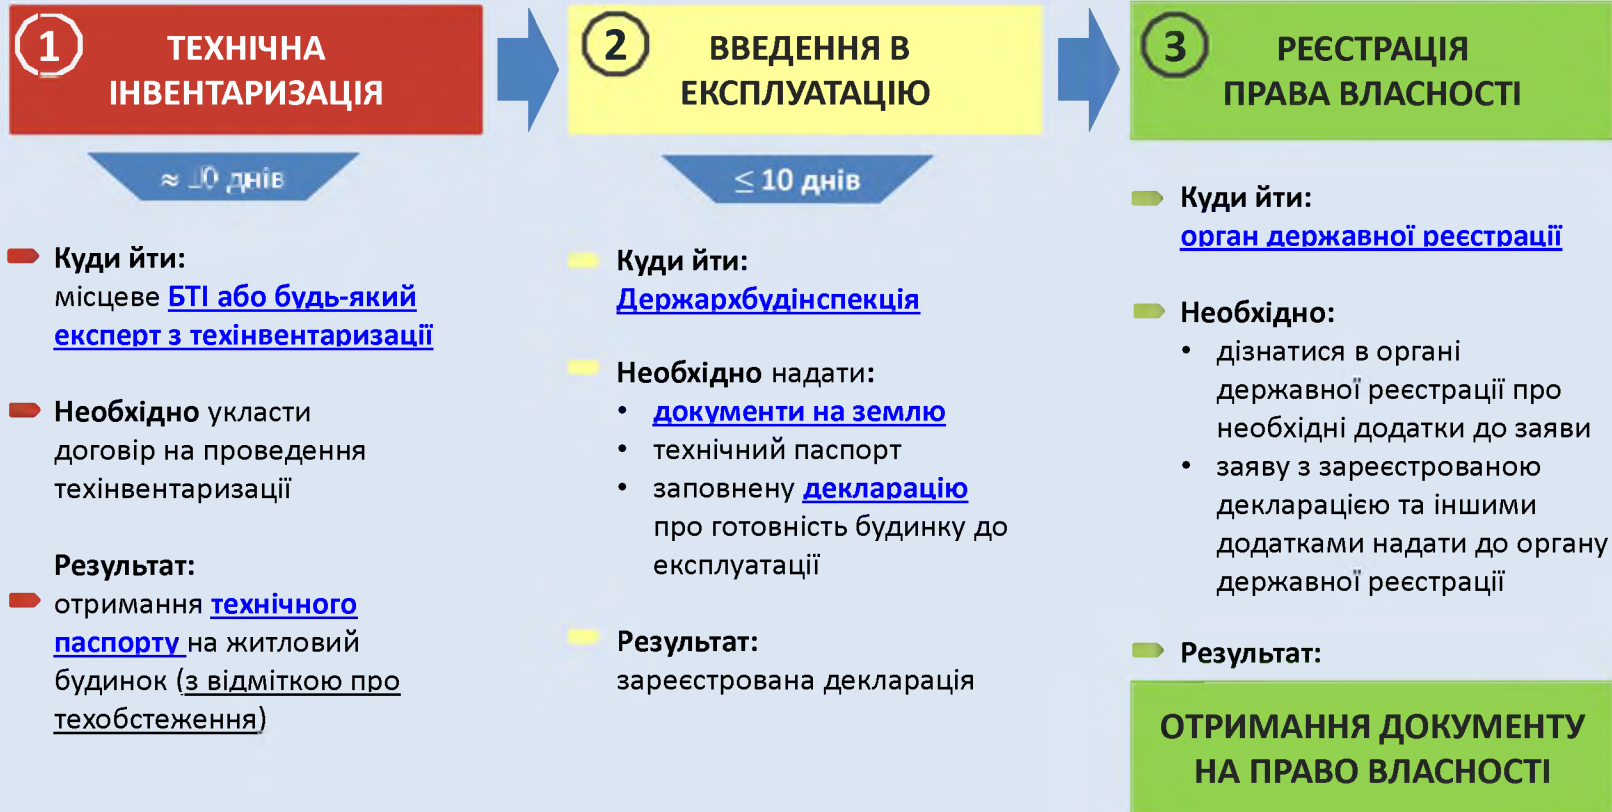 1
ТЕХНІЧНА
ІНВЕНТАРИЗАЦІЯ
≈ 10 днів
Куди йти:
місцеве БТІ або будь-який
експерт з техінвентаризації
Необхідно укласти
договір на проведення
техінвентаризації
Результат:
отримання технічного
паспорту на житловий
будинок (з відміткою про
техобстеження)
2
ВВЕДЕННЯ В
ЕКСПЛУАТАЦІЮ
≤ 10 днів
Куди йти:
Держархбудінспекція
Необхідно надати:
• документи на землю
• технічний паспорт
• заповнену декларацію
про готовність будинку до
експлуатації
Результат:
зареєстрована декларація
3
РЕЄСТРАЦІЯ
ПРАВА ВЛАСНОСТІ
Куди йти:
орган державної реєстрації
Необхідно:
• дізнатися в органі
державної реєстрації про
необхідні додатки до заяви
• заяву з зареєстрованою
декларацією та іншими
додатками надати до органу
державної реєстрації
Результат:
ОТРИМАННЯ ДОКУМЕНТУ
НА ПРАВО ВЛАСНОСТІ